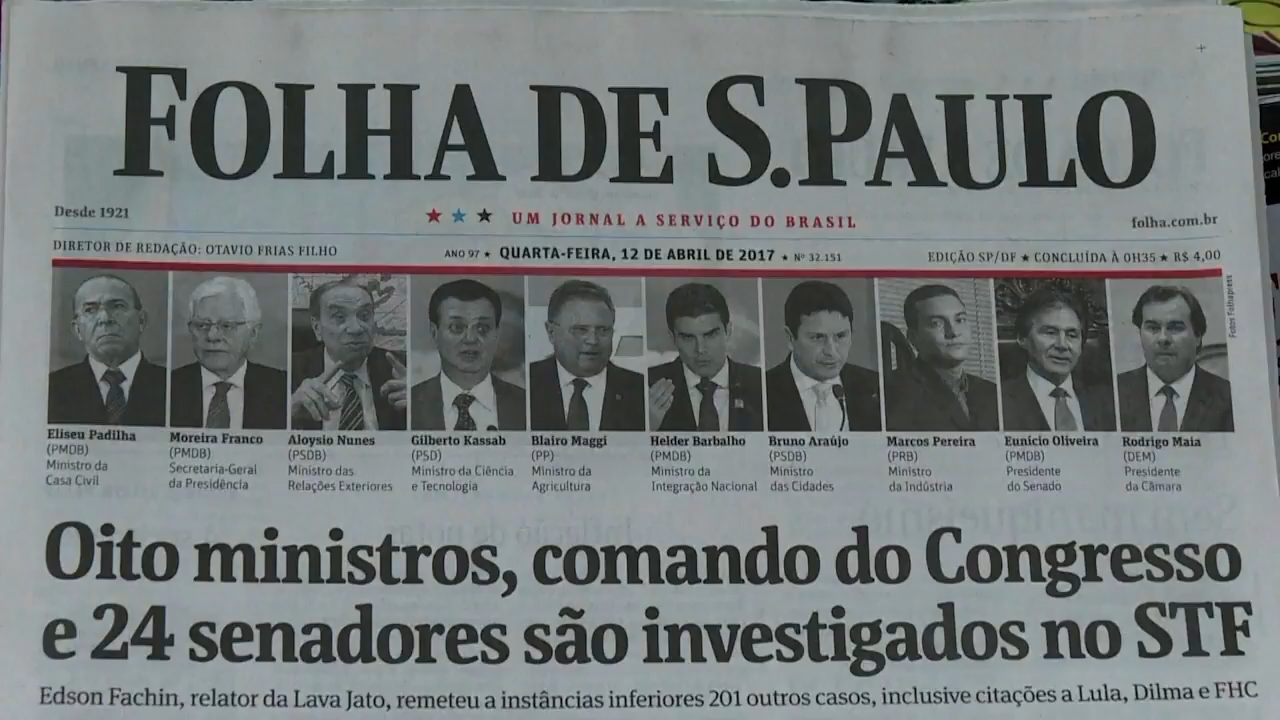 FOLHA DE S.PAULO
Desde 1921
★ ★ ★ UM JORNAL A SERVIÇO DO BRASIL
folha.com.br
DIRETOR DE REDAÇÃO: OTAVIO FRIAS FILHO
ANO 97 ★ QUARTA-FEIRA, 12 DE ABRIL DE 2017 ★ Nº 32.151
EDIÇÃO SP/DF ★ CONCLUÍDA À 0H35 ★ R$ 4,00
Fotos Folhapress
Eliseu Padilha
(PMDB)
Ministro da
Casa Civil
Moreira Franco
(PMDB)
Secretaria-Geral
da Presidência
Aloysio Nunes
(PSDB)
Ministro das
Relações Exteriores
Gilberto Kassab
(PSD)
Ministro da Ciência
e Tecnologia
Blairo Maggi
(PP)
Ministro da
Agricultura
Helder Barbalho
(PMDB)
Ministro da
Integração Nacional
Bruno Araújo
(PSDB)
Ministro
das Cidades
Marcos Pereira
(PRB)
Ministro
da Indústria
Eunício Oliveira
(PMDB)
Presidente
do Senado
Rodrigo Maia
(DEM)
Presidente
da Câmara
Oito ministros, comando do Congresso
e 24 senadores são investigados no STF
Edson Fachin, relator da Lava Jato, remeteu a instâncias inferiores 201 outros casos, inclusive citações a Lula, Dilma e FHC